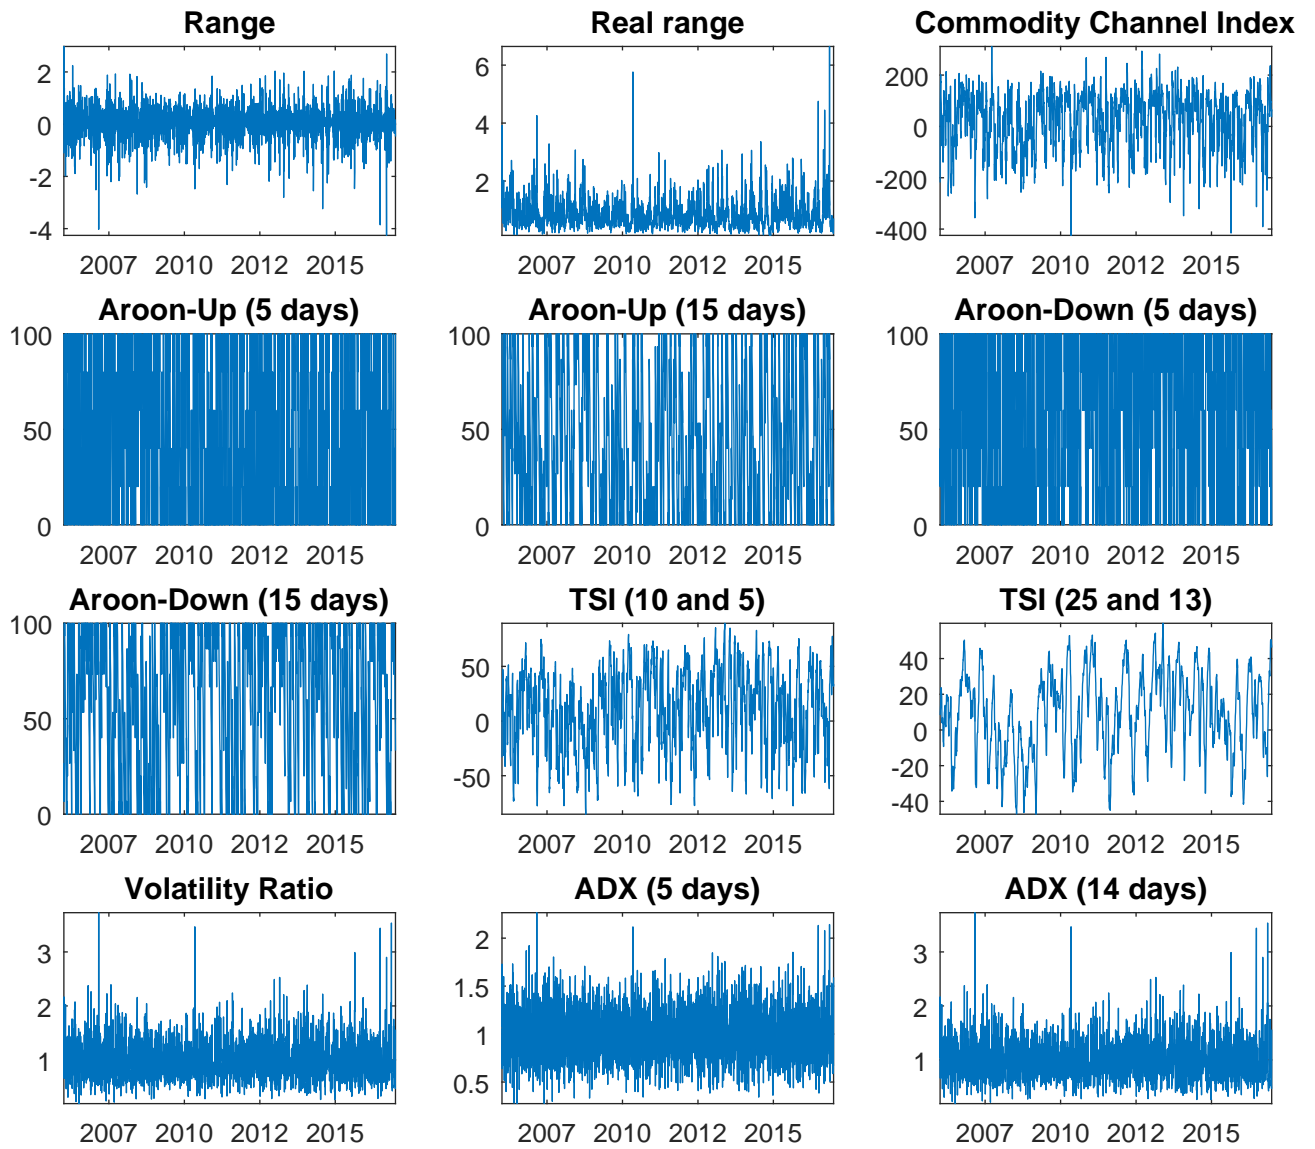 Range
Real range
Commodity Channel Index
2
0
-2
-4
2007 2010 2012 2015
6
4
2
2007 2010 2012 2015
200
0
-200
-400
2007 2010 2012 2015
Aroon-Up (5 days)
Aroon-Up (15 days)
Aroon-Down (5 days)
100
50
0
2007 2010 2012 2015
100
50
0
2007 2010 2012 2015
100
50
0
2007 2010 2012 2015
Aroon-Down (15 days)
TSI (10 and 5)
TSI (25 and 13)
100
50
0
2007 2010 2012 2015
50
0
-50
2007 2010 2012 2015
40
20
0
-20
-40
2007 2010 2012 2015
Volatility Ratio
ADX (5 days)
ADX (14 days)
3
2
1
2007 2010 2012 2015
2
1.5
1
0.5
2007 2010 2012 2015
3
2
1
2007 2010 2012 2015